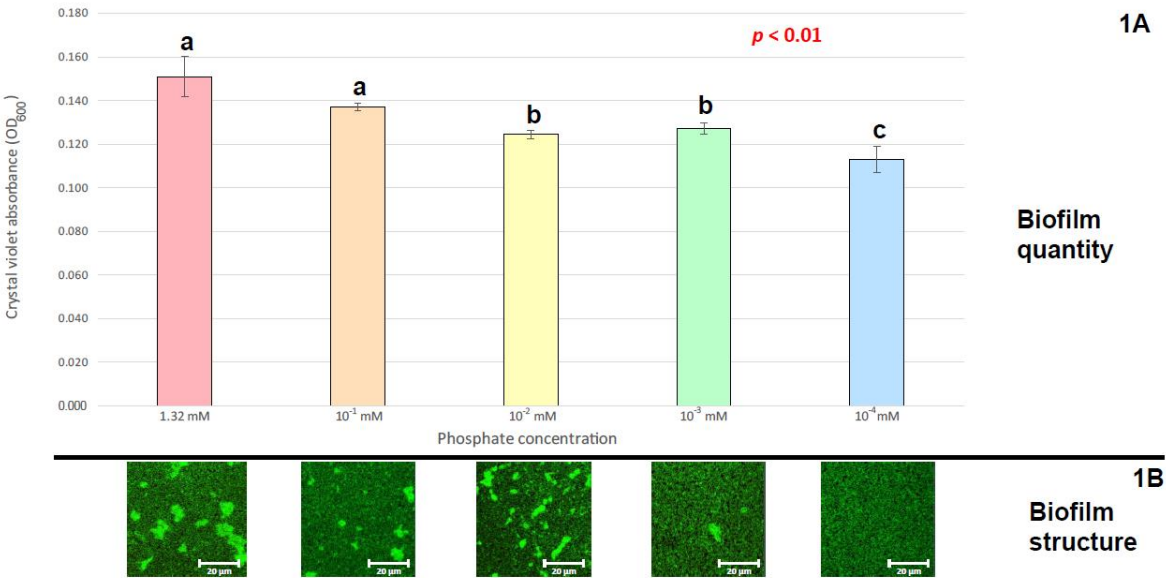 1A
p < 0.01
0.180
0.160
0.140
0.120
0.100
0.080
0.060
0.040
0.020
0.000
Crystal violet absorbance (OD600)
a
a
b
b
c
Biofilm
quantity
1.32 mM 10-1 mM 10-2 mM 10-3 mM 10-4 mM
Phosphate concentration
1B
Biofilm
structure
20 µm 20 µm 20 µm 20 µm 20 µm